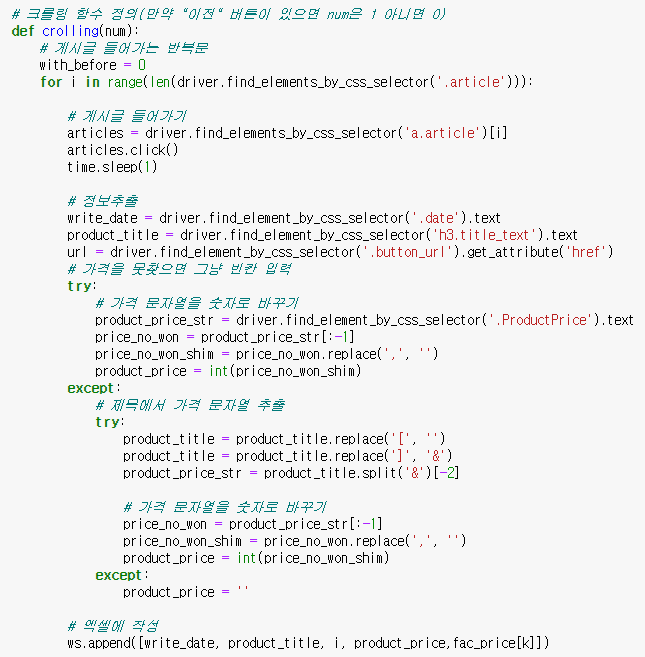 # 크롤링 함수 정의(만약 "이전" 버튼이 있으면 num은 1 아니면 0)
def crolling(num):
    # 게시글 들어가는 반복문
    with_before = 0
    for i in range(len(driver.find_elements_by_css_selector('.article'))):
        # 게시글 들어가기
        articles = driver.find_elements_by_css_selector('a.article')[i]
        articles.click()
        time.sleep(1)
        # 정보추출
        write_date = driver.find_element_by_css_selector('.date').text
        product_title = driver.find_element_by_css_selector('h3.title_text').text
        url = driver.find_element_by_css_selector('.button_url').get_attribute('href')
        # 가격을 못찾으면 그냥 빈칸 입력
        try:
            # 가격 문자열을 숫자로 바꾸기
            product_price_str = driver.find_element_by_css_selector('.ProductPrice').text
            price_no_won = product_price_str[:-1]
            price_no_won_shim = price_no_won.replace(',', '')
            product_price = int(price_no_won_shim)
        except:
            # 제목에서 가격 문자열 추출
            try:
                product_title = product_title.replace('[', '')
                product_title = product_title.replace(']', '&')
                product_price_str = product_title.split('&')[-2]
                # 가격 문자열을 숫자로 바꾸기
                price_no_won = product_price_str[:-1]
                price_no_won_shim = price_no_won.replace(',', '')
                product_price = int(price_no_won_shim)
            except:
                product_price = ''
        # 엑셀에 작성
        ws.append([write_date, product_title, i, product_price,fac_price[k]])